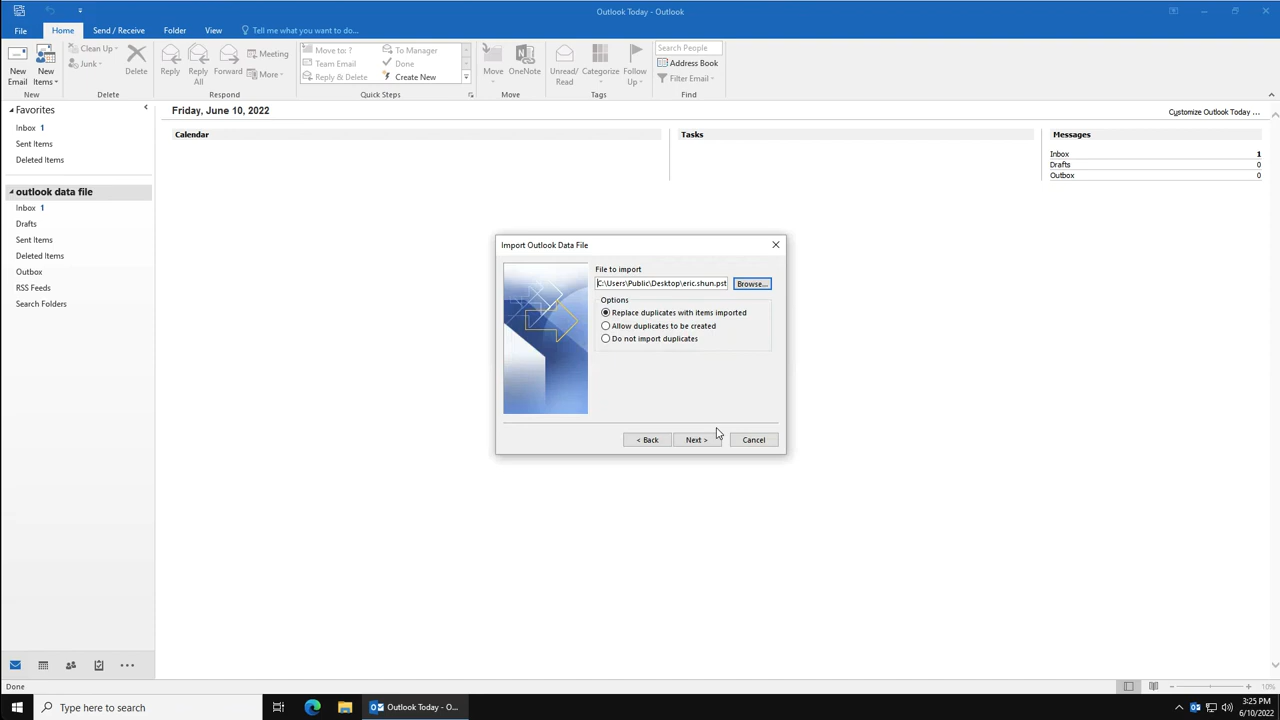 Outlook Today - Outlook
File
Home
Send / Receive
Folder
View
Tell me what you want to do...
New Email
New Items
Clean Up
Junk
Delete
Reply
Reply All
Forward
Meeting
More
Move to: ?
Team Email
Reply & Delete
To Manager
Done
Create New
Move
OneNote
Unread/ Read
Categorize
Follow Up
Search People
Address Book
Filter Email
New
Delete
Respond
Quick Steps
Move
Tags
Find
Favorites
Inbox 1
Sent Items
Deleted Items
outlook data file
Inbox 1
Drafts
Sent Items
Deleted Items
Outbox
RSS Feeds
Search Folders
Friday, June 10, 2022
Customize Outlook Today ...
Calendar
Tasks
Messages
Inbox 1
Drafts 0
Outbox 0
Import Outlook Data File
File to import
C:\Users\Public\Desktop\eric.shun.pst
Browse...
Options
Replace duplicates with items imported
Allow duplicates to be created
Do not import duplicates
< Back
Next >
Cancel
Done
10%
Type here to search
Outlook Today - O...
3:25 PM
6/10/2022